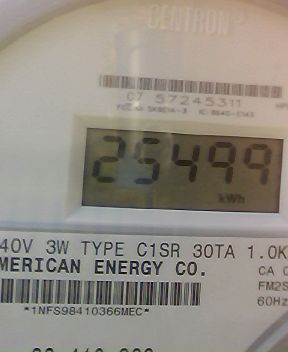 CENTRON
07 57245311
25499
kWh
40V 3W TYPE C1SR 30TA 1.0K
MERICAN ENERGY CO.
CA 0
FM2S
60Hz
*1NFS98410366MEC*